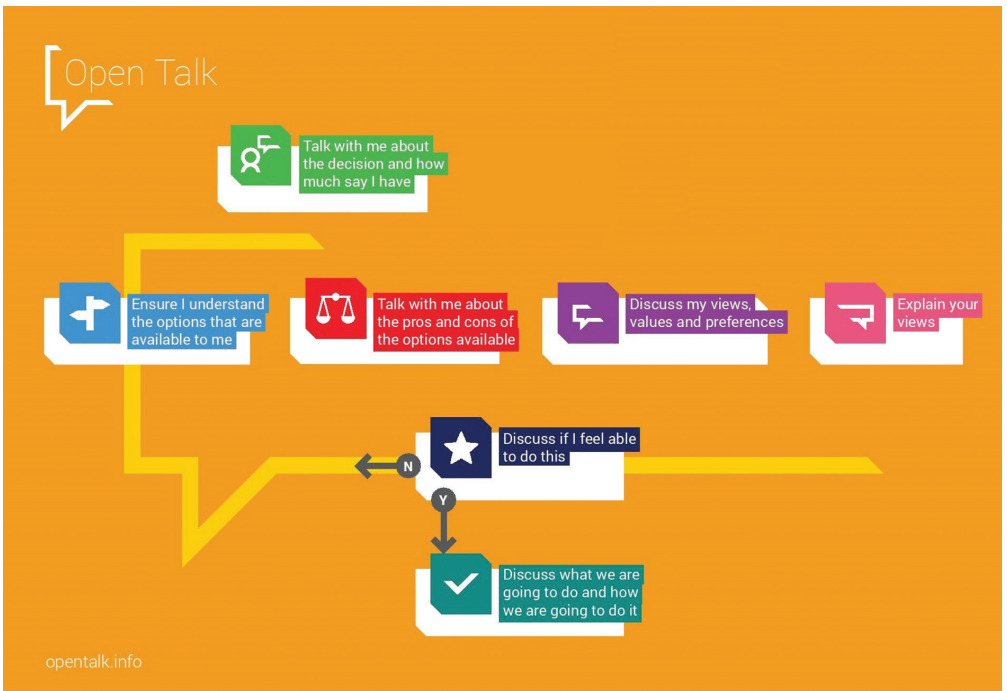 Open Talk
Talk with me about
the decision and how
much say I have
Ensure I understand
the options that are
available to me
Talk with me about
the pros and cons of
the options available
Discuss my views,
values and preferences
Explain your
views
Discuss if I feel able
to do this
N
Y
Discuss what we are
going to do and how
we are going to do it
opentalk.info